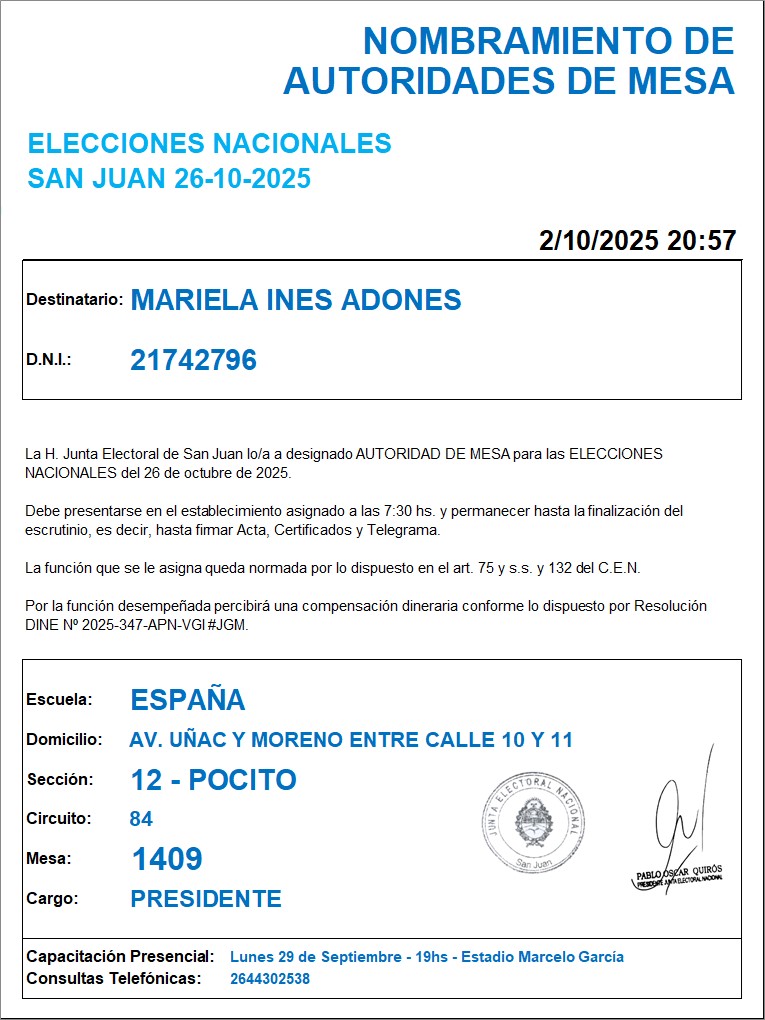 NOMBRAMIENTO DE
AUTORIDADES DE MESA
ELECCIONES NACIONALES
SAN JUAN 26-10-2025
2/10/2025 20:57
Destinatario: MARIELA INES ADONES
D.N.I.: 21742796
La H. Junta Electoral de San Juan lo/a a designado AUTORIDAD DE MESA para las ELECCIONES
NACIONALES del 26 de octubre de 2025.
Debe presentarse en el establecimiento asignado a las 7:30 hs. y permanecer hasta la finalización del
escrutinio, es decir, hasta firmar Acta, Certificados y Telegrama.
La función que se le asigna queda normada por lo dispuesto en el art. 75 y s.s. y 132 del C.E.N.
Por la función desempeñada percibirá una compensación dineraria conforme lo dispuesto por Resolución
DINE Nº 2025-347-APN-VGI#JGM.
Escuela: ESPAÑA
Domicilio: AV. UÑAC Y MORENO ENTRE CALLE 10 Y 11
Sección: 12 - POCITO
Circuito: 84
Mesa: 1409
Cargo: PRESIDENTE
JUNTA ELECTORAL NACIONAL
San Juan
PABLO OSCAR QUIRÓS
PRESIDENTE JUNTA ELECTORAL NACIONAL
Capacitación Presencial: Lunes 29 de Septiembre - 19hs - Estadio Marcelo García
Consultas Telefónicas: 2644302538